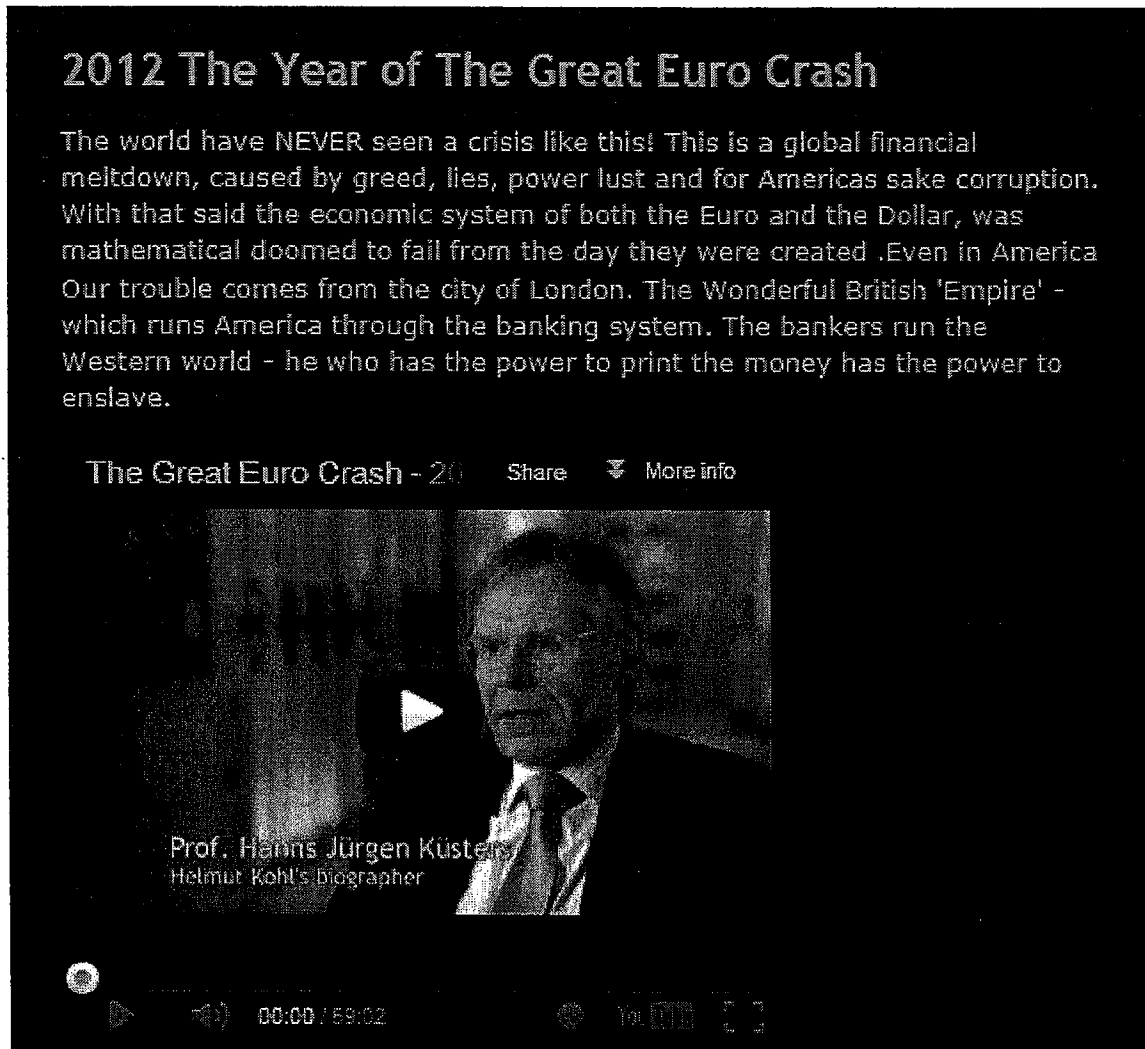 2012 The Year of The Great Euro Crash
The world have NEVER seen a crisis like this! This is a global financial
meltdown, caused by greed, lies, power lust and for Americas sake corruption.
With that said the economic system of both the Euro and the Dollar, was
mathematical doomed to fail from the day they were created .Even in America
Our trouble comes from the city of London. The Wonderful British 'Empire' -
which runs America through the banking system. The bankers run the
Western world - he who has the power to print the money has the power to
enslave.
The Great Euro Crash - 20 Share More info
Prof. Hanns Jürgen Küsters
Helmut Kohl's biographer
00:00 / 59:02 You